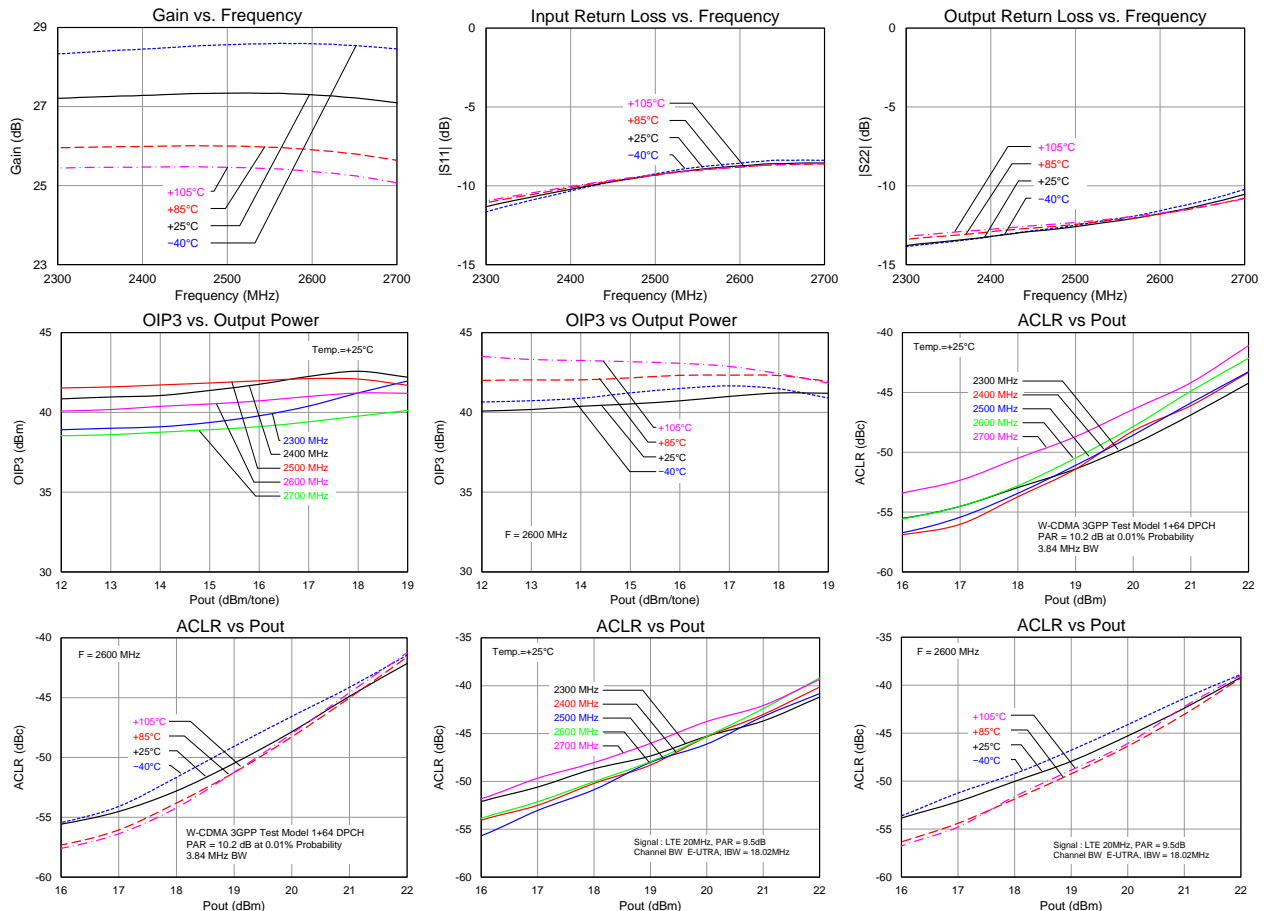 Gain vs. Frequency
29
27
25
23
Gain (dB)
+105°C
+85°C
+25°C
−40°C
2300
2400
2500
2600
2700
Frequency (MHz)
Input Return Loss vs. Frequency
0
-5
-10
-15
|S11| (dB)
+105°C
+85°C
+25°C
−40°C
2300
2400
2500
2600
2700
Frequency (MHz)
Output Return Loss vs. Frequency
0
-5
-10
-15
|S22| (dB)
+105°C
+85°C
+25°C
−40°C
2300
2400
2500
2600
2700
Frequency (MHz)
OIP3 vs. Output Power
45
40
35
30
OIP3 (dBm)
Temp.=+25°C
2300 MHz
2400 MHz
2500 MHz
2600 MHz
2700 MHz
12
13
14
15
16
17
18
19
Pout (dBm/tone)
OIP3 vs Output Power
45
40
35
30
OIP3 (dBm)
+105°C
+85°C
+25°C
−40°C
F = 2600 MHz
12
13
14
15
16
17
18
19
Pout (dBm/tone)
ACLR vs Pout
-40
-45
-50
-55
-60
ACLR (dBc)
Temp.=+25°C
2300 MHz
2400 MHz
2500 MHz
2600 MHz
2700 MHz
W-CDMA 3GPP Test Model 1+64 DPCH
PAR = 10.2 dB at 0.01% Probability
3.84 MHz BW
16
17
18
19
20
21
22
Pout (dBm)
ACLR vs Pout
-40
-45
-50
-55
-60
ACLR (dBc)
F = 2600 MHz
+105°C
+85°C
+25°C
−40°C
W-CDMA 3GPP Test Model 1+64 DPCH
PAR = 10.2 dB at 0.01% Probability
3.84 MHz BW
16
17
18
19
20
21
22
Pout (dBm)
ACLR vs Pout
-35
-40
-45
-50
-55
-60
ACLR (dBc)
Temp.=+25°C
2300 MHz
2400 MHz
2500 MHz
2600 MHz
2700 MHz
Signal : LTE 20MHz, PAR = 9.5dB
Channel BW E-UTRA, IBW = 18.02MHz
16
17
18
19
20
21
22
Pout (dBm)
ACLR vs Pout
-35
-40
-45
-50
-55
-60
ACLR (dBc)
F = 2600 MHz
+105°C
+85°C
+25°C
−40°C
Signal : LTE 20MHz, PAR = 9.5dB
Channel BW E-UTRA, IBW = 18.02MHz
16
17
18
19
20
21
22
Pout (dBm)